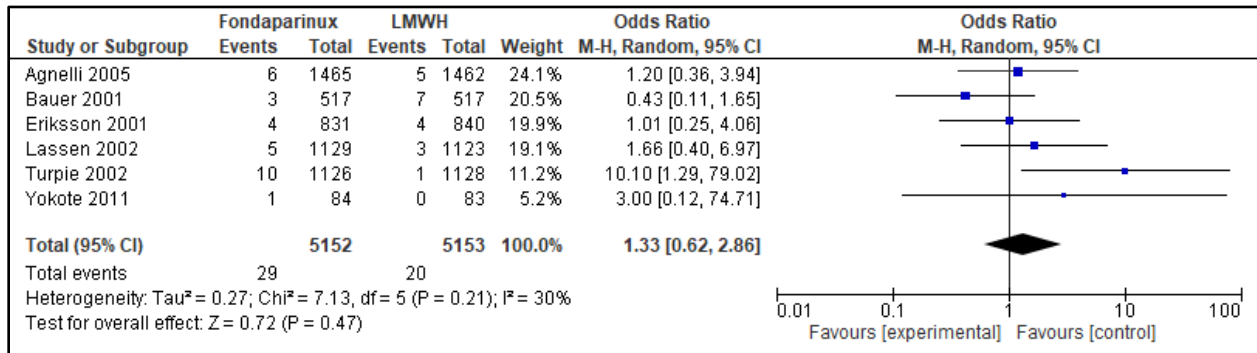 Fondaparinux LMWH Odds Ratio Odds Ratio
Study or Subgroup Events Total Events Total Weight M-H, Random, 95% CI M-H, Random, 95% CI
Agnelli 2005 6 1465 5 1462 24.1% 1.20 [0.36, 3.94]
Bauer 2001 3 517 7 517 20.5% 0.43 [0.11, 1.65]
Eriksson 2001 4 831 4 840 19.9% 1.01 [0.25, 4.06]
Lassen 2002 5 1129 3 1123 19.1% 1.66 [0.40, 6.97]
Turpie 2002 10 1126 1 1128 11.2% 10.10 [1.29, 79.02]
Yokote 2011 1 84 0 83 5.2% 3.00 [0.12, 74.71]
Total (95% CI) 5152 5153 100.0% 1.33 [0.62, 2.86]
Total events 29 20
Heterogeneity: Tau² = 0.27; Chi² = 7.13, df = 5 (P = 0.21); I² = 30%
Test for overall effect: Z = 0.72 (P = 0.47)
0.01 0.1 1 10 100
Favours [experimental] Favours [control]